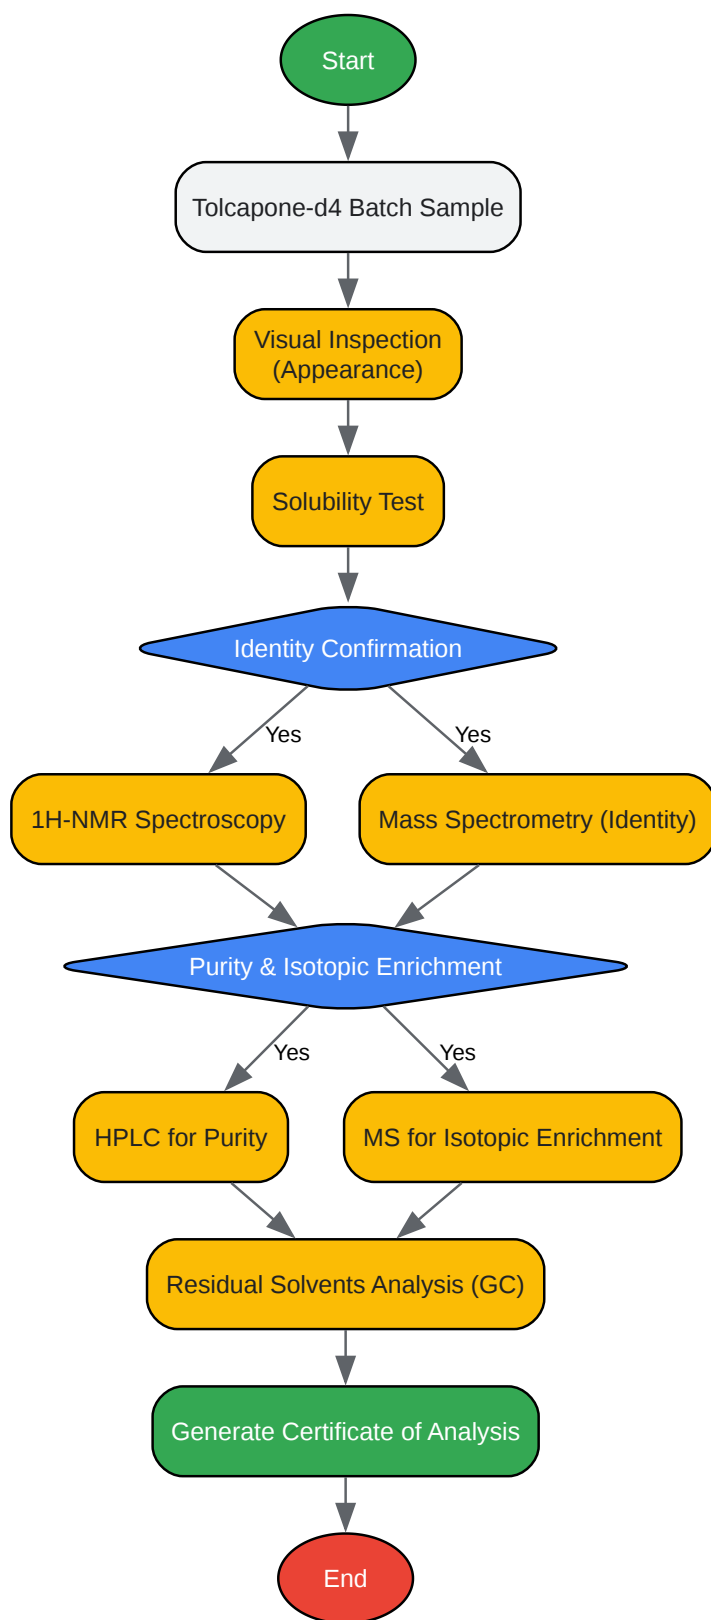 Start
Tolcapone-d4 Batch Sample
Visual Inspection
(Appearance)
Solubility Test
Identity Confirmation
Yes
Yes
1H-NMR Spectroscopy
Mass Spectrometry (Identity)
Purity & Isotopic Enrichment
Yes
Yes
HPLC for Purity
MS for Isotopic Enrichment
Residual Solvents Analysis (GC)
Generate Certificate of Analysis
End